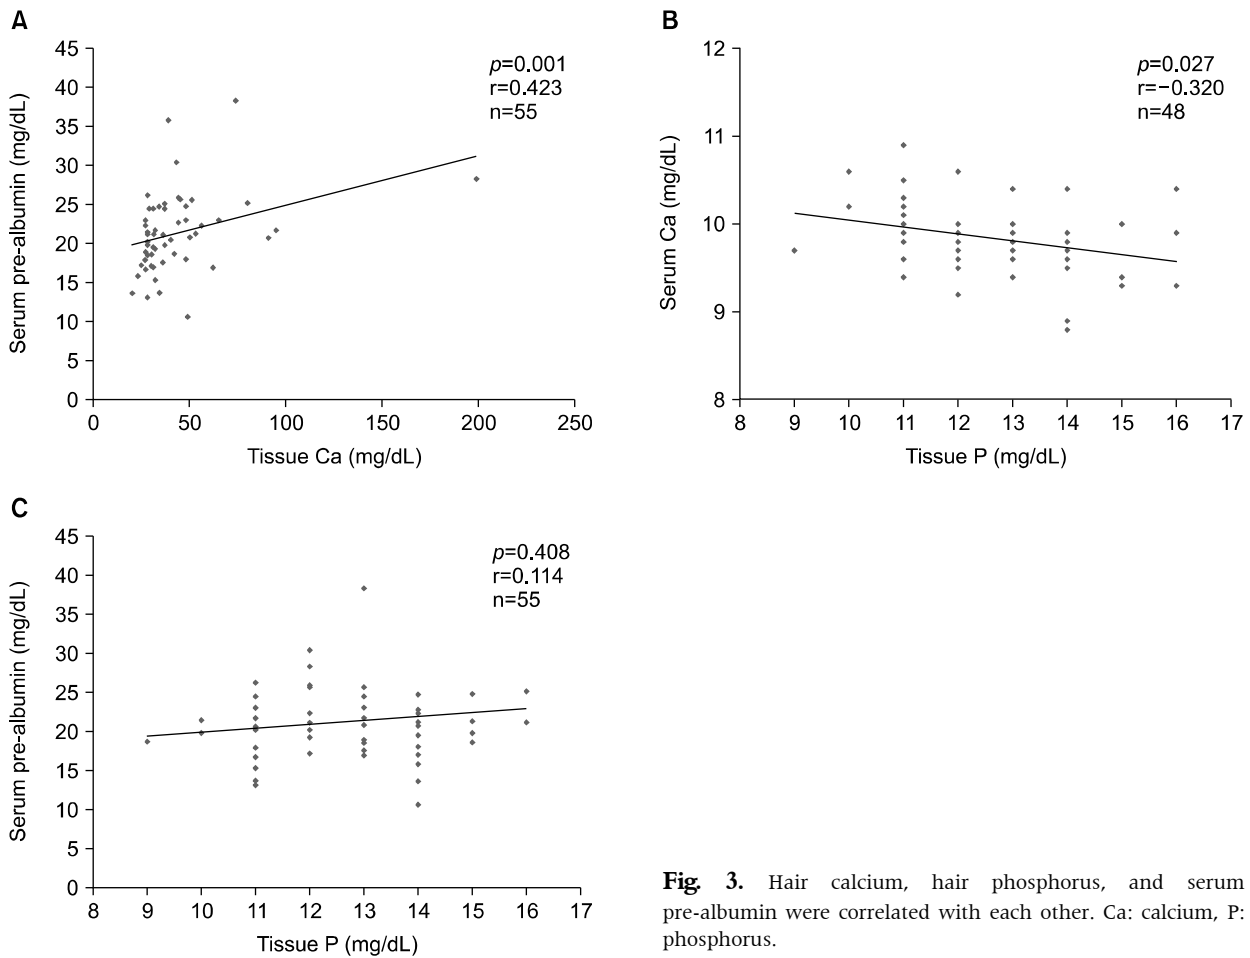 A
45
40
35
30
25
20
15
10
5
0
Serum pre-albumin (mg/dL)
p=0.001
r=0.423
n=55
0 50 100 150 200 250
Tissue Ca (mg/dL)
B
12
11
10
9
8
Serum Ca (mg/dL)
p=0.027
r=−0.320
n=48
8 9 10 11 12 13 14 15 16 17
Tissue P (mg/dL)
C
45
40
35
30
25
20
15
10
5
0
Serum pre-albumin (mg/dL)
p=0.408
r=0.114
n=55
8 9 10 11 12 13 14 15 16 17
Tissue P (mg/dL)
Fig. 3. Hair calcium, hair phosphorus, and serum
pre-albumin were correlated with each other. Ca: calcium, P:
phosphorus.